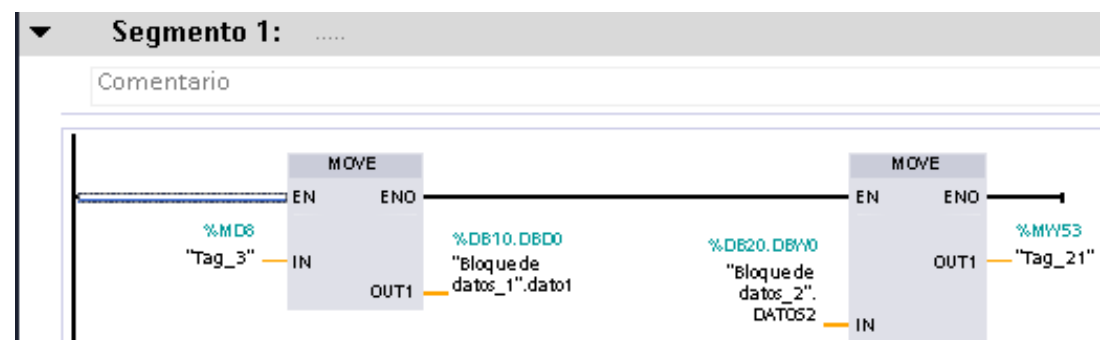 Segmento 1: .....
Comentario
MOVE
EN ENO
%MD8
"Tag_3"
IN
OUT1
%DB10.DBD0
"Bloque de
datos_1".dato1
MOVE
EN ENO
%DB20.DBW0
"Bloque de
datos_2".
DATOS2
IN
OUT1
%MW53
"Tag_21"